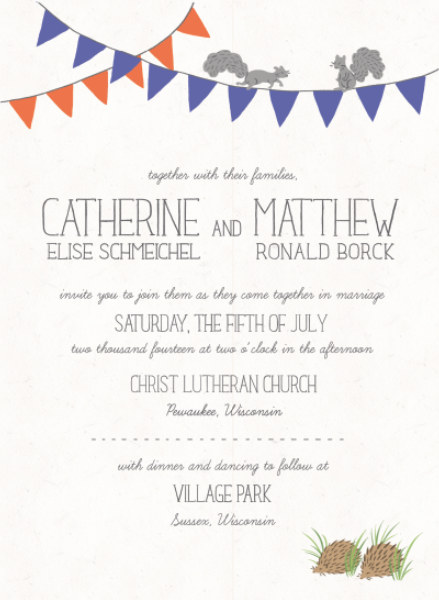 together with their families,
CATHERINE AND MATTHEW
ELISE SCHMEICHEL RONALD BORCK
invite you to join them as they come together in marriage
SATURDAY, THE FIFTH OF JULY
two thousand fourteen at two o'clock in the afternoon
CHRIST LUTHERAN CHURCH
Pewaukee, Wisconsin
with dinner and dancing to follow at
VILLAGE PARK
Sussex, Wisconsin